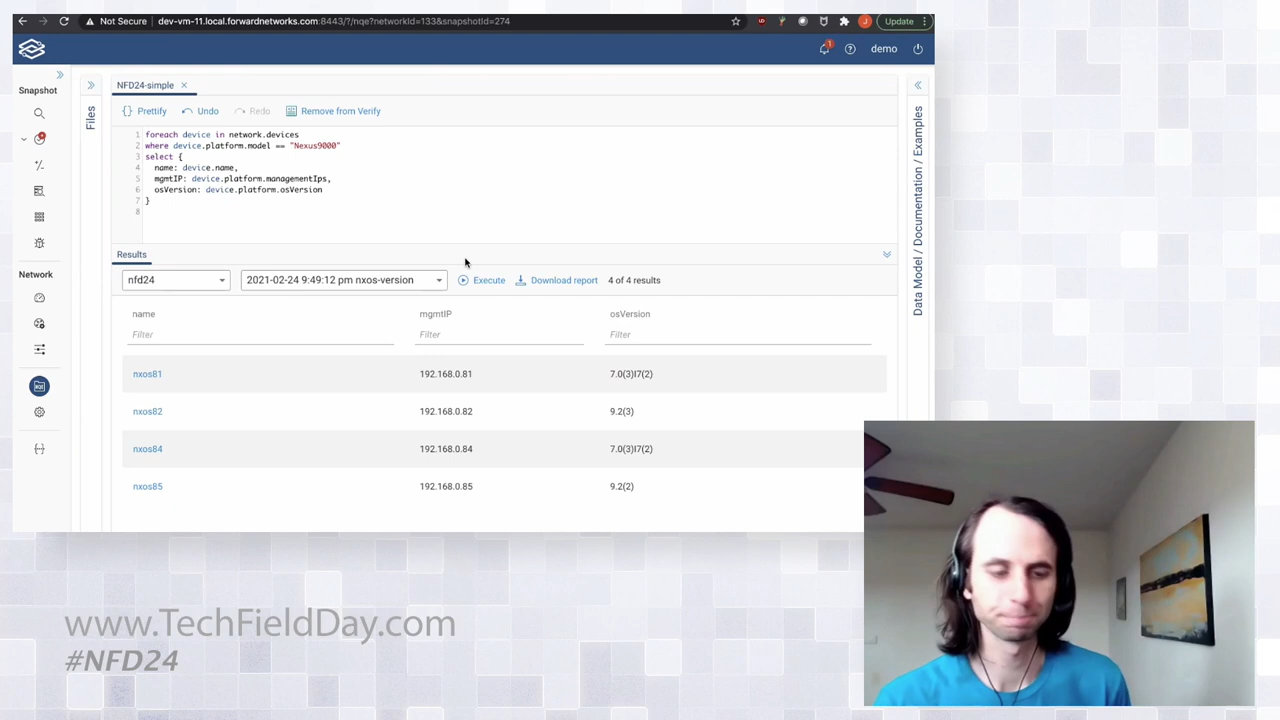 Not Secure | dev-vm-11.local.forwardnetworks.com:8443/?/nqe?networkId=133&snapshotId=274
J Update
1 demo
Snapshot
Network
Files
NFD24-simple ×
{} Prettify Undo Redo Remove from Verify
1 foreach device in network.devices
2 where device.platform.model == "Nexus9000"
3 select {
4 name: device.name,
5 mgmtIP: device.platform.managementIps,
6 osVersion: device.platform.osVersion
7 }
8
Data Model / Documentation / Examples
Results
nfd24 2021-02-24 9:49:12 pm nxos-version Execute Download report 4 of 4 results
name mgmtIP osVersion
Filter Filter Filter
nxos81 192.168.0.81 7.0(3)I7(2)
nxos82 192.168.0.82 9.2(3)
nxos84 192.168.0.84 7.0(3)I7(2)
nxos85 192.168.0.85 9.2(2)
www.TechFieldDay.com
#NFD24